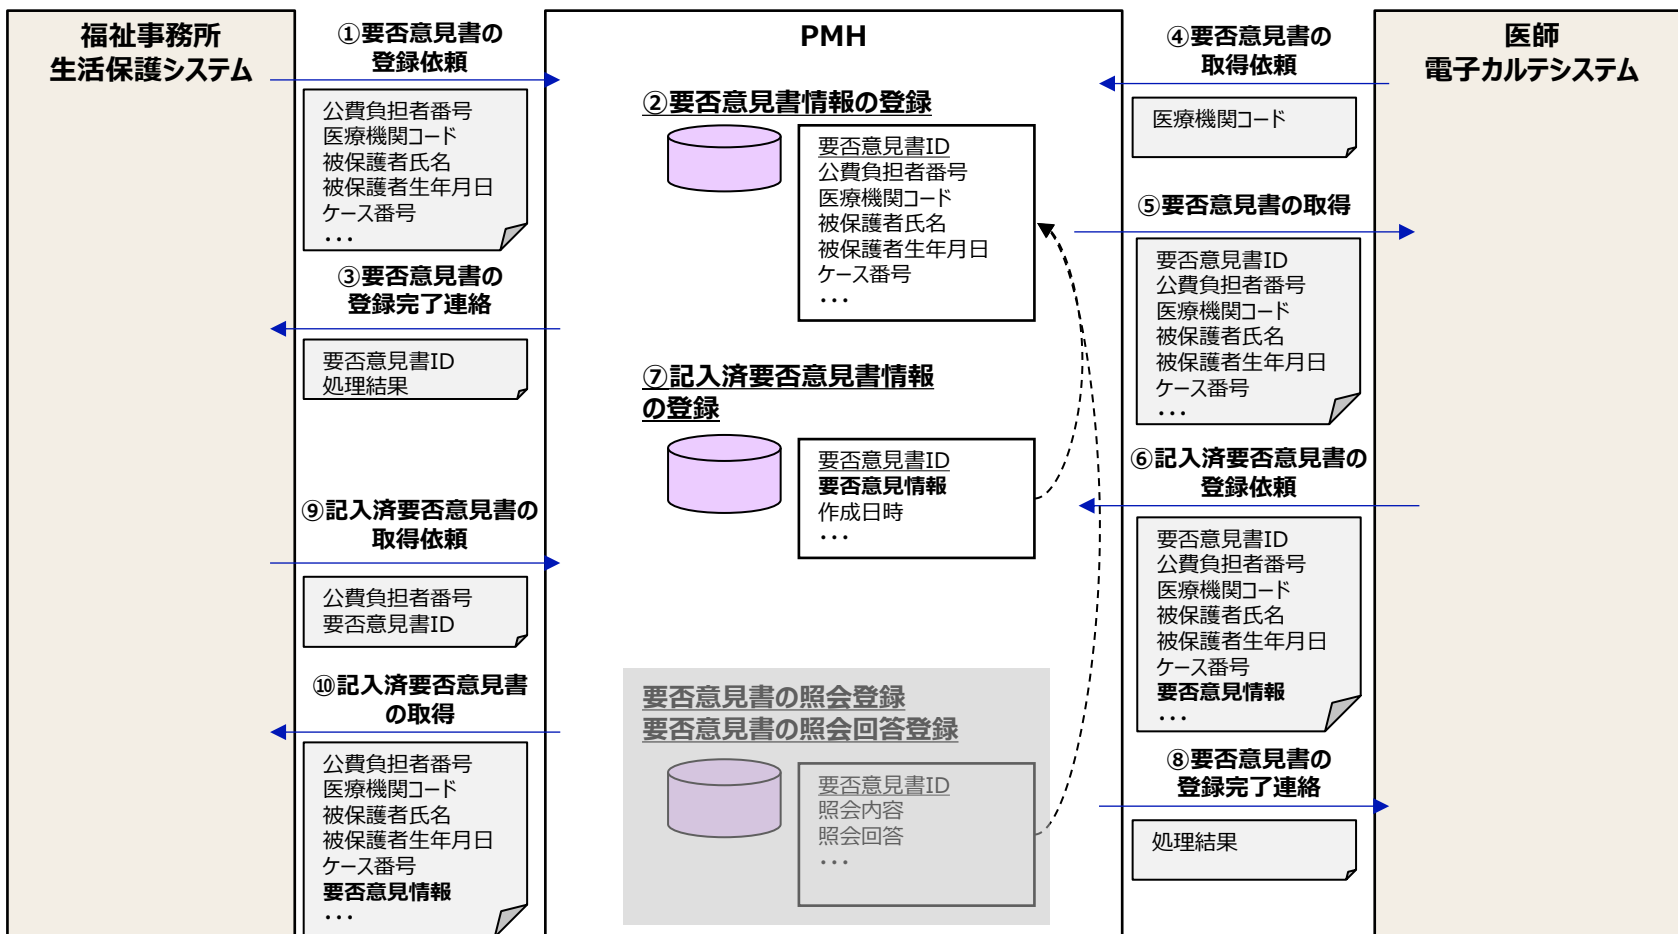 福祉事務所
生活保護システム
①要否意見書の
登録依頼
公費負担者番号
医療機関コード
被保護者氏名
被保護者生年月日
ケース番号
・・・
③要否意見書の
登録完了連絡
要否意見書ID
処理結果
⑨記入済要否意見書の
取得依頼
公費負担者番号
要否意見書ID
⑩記入済要否意見書
の取得
公費負担者番号
医療機関コード
被保護者氏名
被保護者生年月日
ケース番号
要否意見情報
・・・
PMH
②要否意見書情報の登録
要否意見書ID
公費負担者番号
医療機関コード
被保護者氏名
被保護者生年月日
ケース番号
・・・
⑦記入済要否意見書情報
の登録
要否意見書ID
要否意見情報
作成日時
・・・
要否意見書の照会登録
要否意見書の照会回答登録
要否意見書ID
照会内容
照会回答
・・・
④要否意見書の
取得依頼
医療機関コード
⑤要否意見書の取得
要否意見書ID
公費負担者番号
医療機関コード
被保護者氏名
被保護者生年月日
ケース番号
・・・
⑥記入済要否意見書の
登録依頼
要否意見書ID
公費負担者番号
医療機関コード
被保護者氏名
被保護者生年月日
ケース番号
要否意見情報
・・・
⑧要否意見書の
登録完了連絡
処理結果
医師
電子カルテシステム